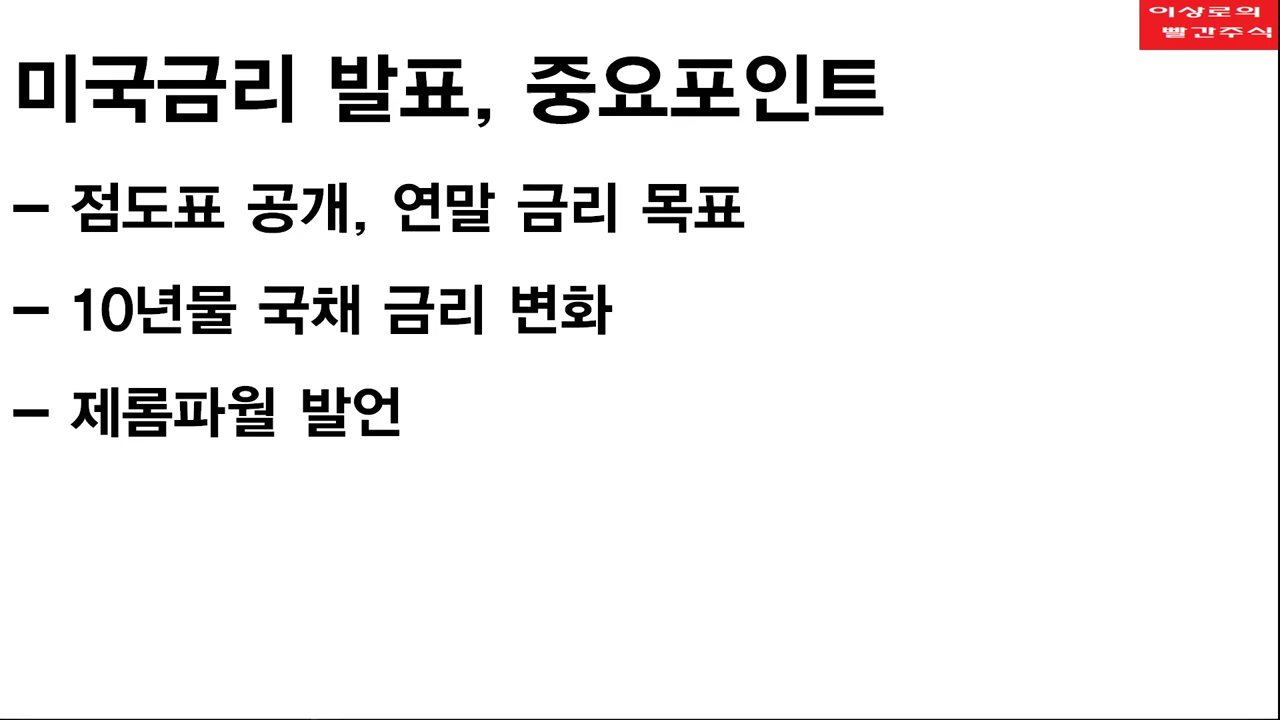 이상로의
빨간주식
미국금리 발표, 중요포인트
- 점도표 공개, 연말 금리 목표
- 10년물 국채 금리 변화
- 제롬파월 발언